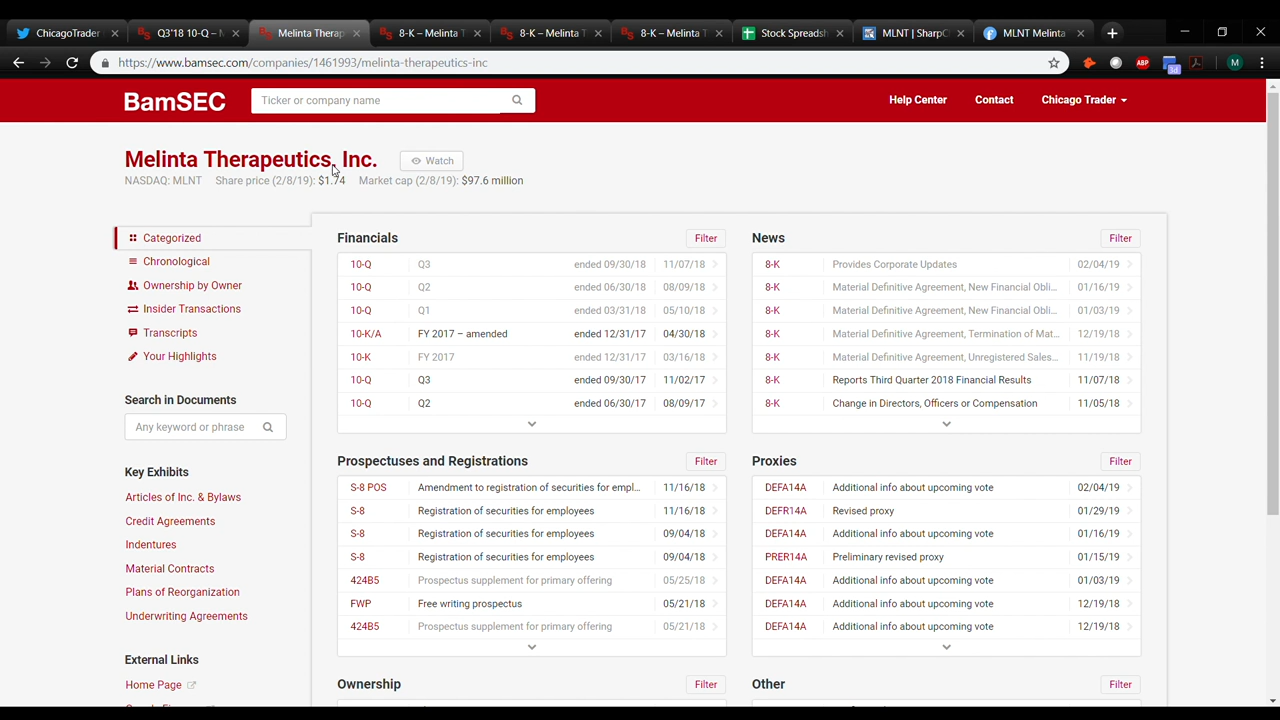 ChicagoTrader
Q3'18 10-Q – M
Melinta Therap
8-K – Melinta T
8-K – Melinta T
8-K – Melinta T
Stock Spreadsh
MLNT | SharpC
MLNT Melinta
https://www.bamsec.com/companies/1461993/melinta-therapeutics-inc
ABP
M
BamSEC
Ticker or company name
Help Center
Contact
Chicago Trader
Melinta Therapeutics, Inc.
Watch
NASDAQ: MLNT Share price (2/8/19): $1.74 Market cap (2/8/19): $97.6 million
Categorized
Chronological
Ownership by Owner
Insider Transactions
Transcripts
Your Highlights
Search in Documents
Any keyword or phrase
Key Exhibits
Articles of Inc. & Bylaws
Credit Agreements
Indentures
Material Contracts
Plans of Reorganization
Underwriting Agreements
External Links
Home Page
Financials
Filter
10-Q Q3 ended 09/30/18 11/07/18
10-Q Q2 ended 06/30/18 08/09/18
10-Q Q1 ended 03/31/18 05/10/18
10-K/A FY 2017 – amended ended 12/31/17 04/30/18
10-K FY 2017 ended 12/31/17 03/16/18
10-Q Q3 ended 09/30/17 11/02/17
10-Q Q2 ended 06/30/17 08/09/17
News
Filter
8-K Provides Corporate Updates 02/04/19
8-K Material Definitive Agreement, New Financial Obli... 01/16/19
8-K Material Definitive Agreement, New Financial Obli... 01/03/19
8-K Material Definitive Agreement, Termination of Mat... 12/19/18
8-K Material Definitive Agreement, Unregistered Sales... 11/19/18
8-K Reports Third Quarter 2018 Financial Results 11/07/18
8-K Change in Directors, Officers or Compensation 11/05/18
Prospectuses and Registrations
Filter
S-8 POS Amendment to registration of securities for empl... 11/16/18
S-8 Registration of securities for employees 11/16/18
S-8 Registration of securities for employees 09/04/18
S-8 Registration of securities for employees 09/04/18
424B5 Prospectus supplement for primary offering 05/25/18
FWP Free writing prospectus 05/21/18
424B5 Prospectus supplement for primary offering 05/21/18
Proxies
Filter
DEFA14A Additional info about upcoming vote 02/04/19
DEFR14A Revised proxy 01/29/19
DEFA14A Additional info about upcoming vote 01/16/19
PRER14A Preliminary revised proxy 01/15/19
DEFA14A Additional info about upcoming vote 01/03/19
DEFA14A Additional info about upcoming vote 12/19/18
DEFA14A Additional info about upcoming vote 12/19/18
Ownership
Filter
Other
Filter